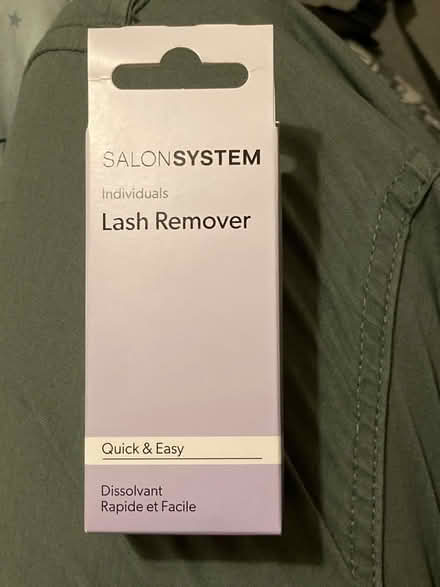 SALONSYSTEM
Individuals
Lash Remover
Quick & Easy
Dissolvant
Rapide et Facile